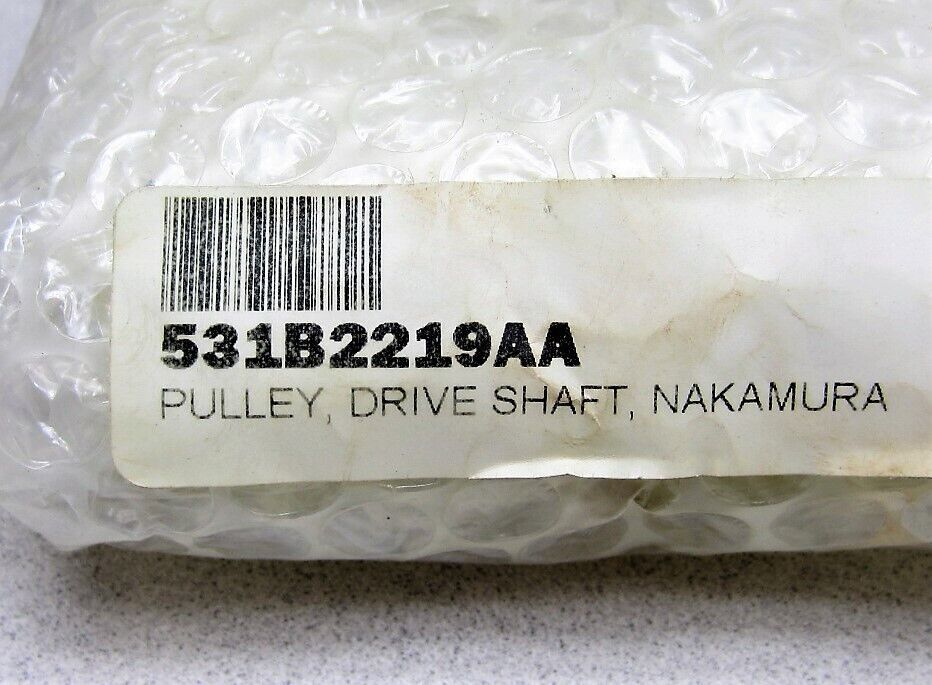 531B2219AA
PULLEY, DRIVE SHAFT, NAKAMURA